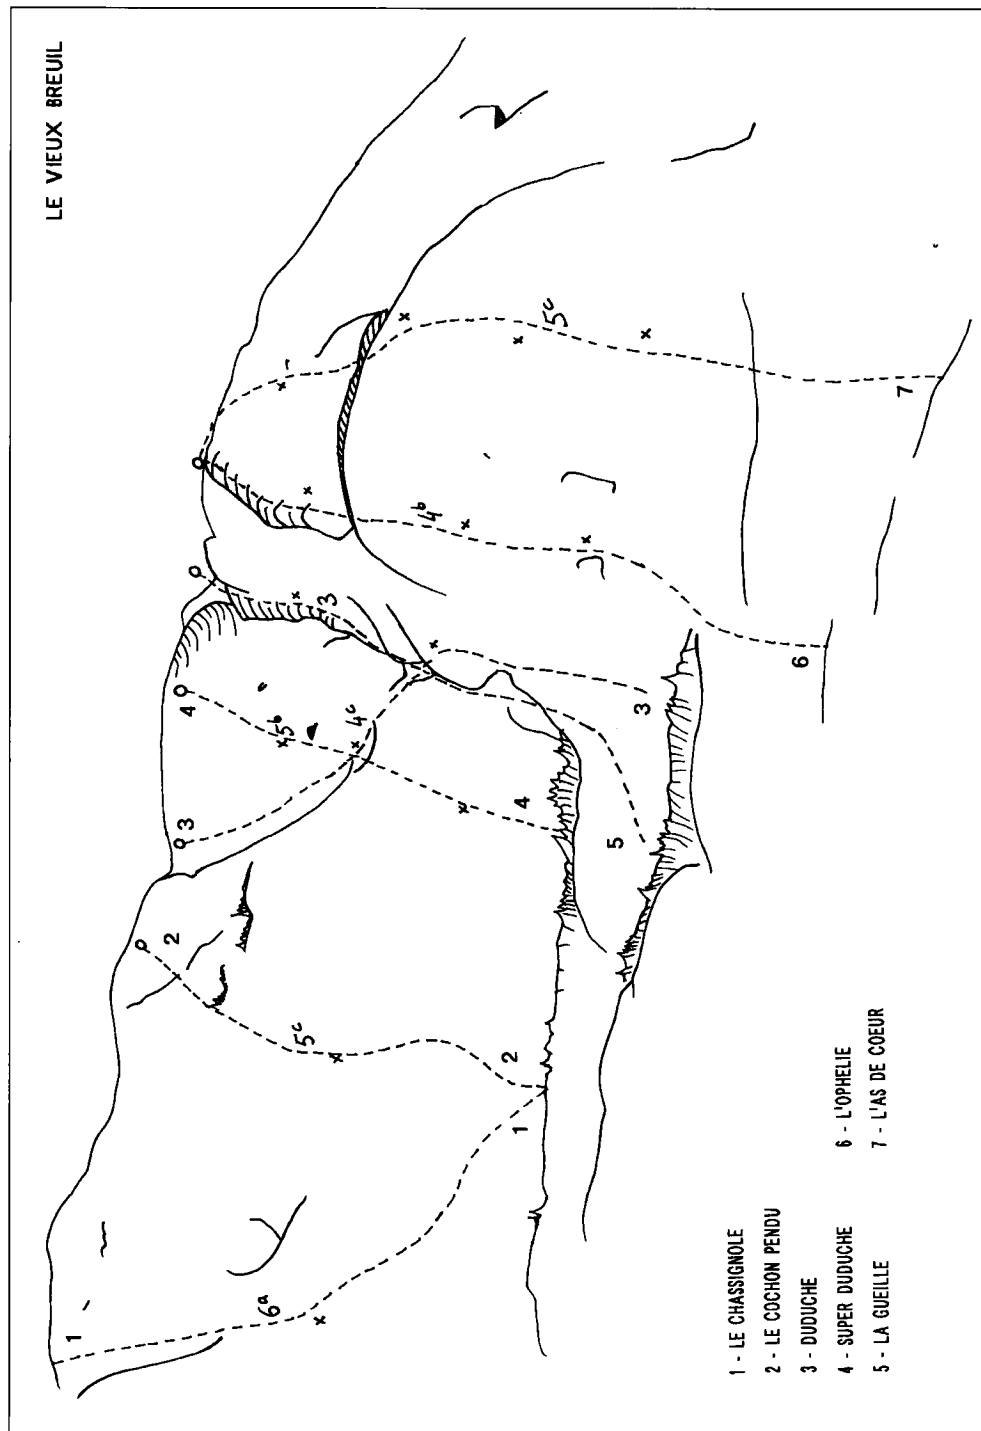 LE VIEUX BREUIL
1
2
3
4
6a
5b
5c
3
4c
4b
2
1
4
5c
5
3
6
7
1 - LE CHASSIGNOLE
2 - LE COCHON PENDU
3 - DUDUCHE
4 - SUPER DUDUCHE
5 - LA GUEILLE
6 - L'OPHELIE
7 - L'AS DE COEUR